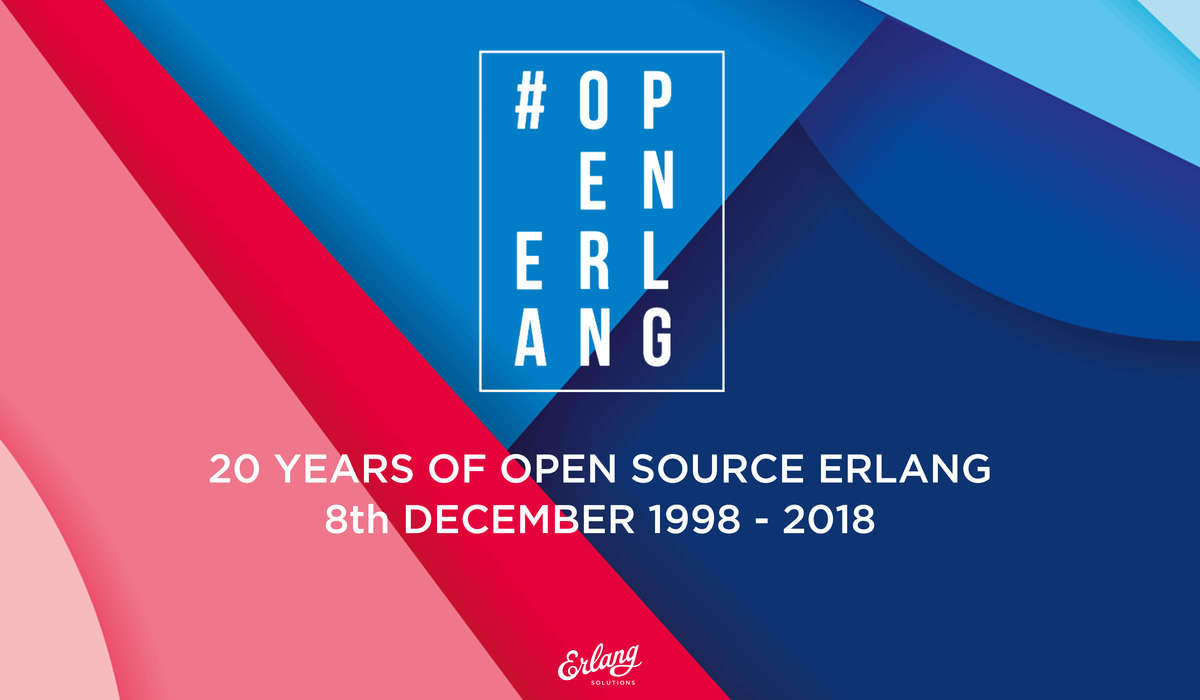 #OP
EN
ERL
ANG
20 YEARS OF OPEN SOURCE ERLANG
8th DECEMBER 1998 - 2018
Erlang
SOLUTIONS